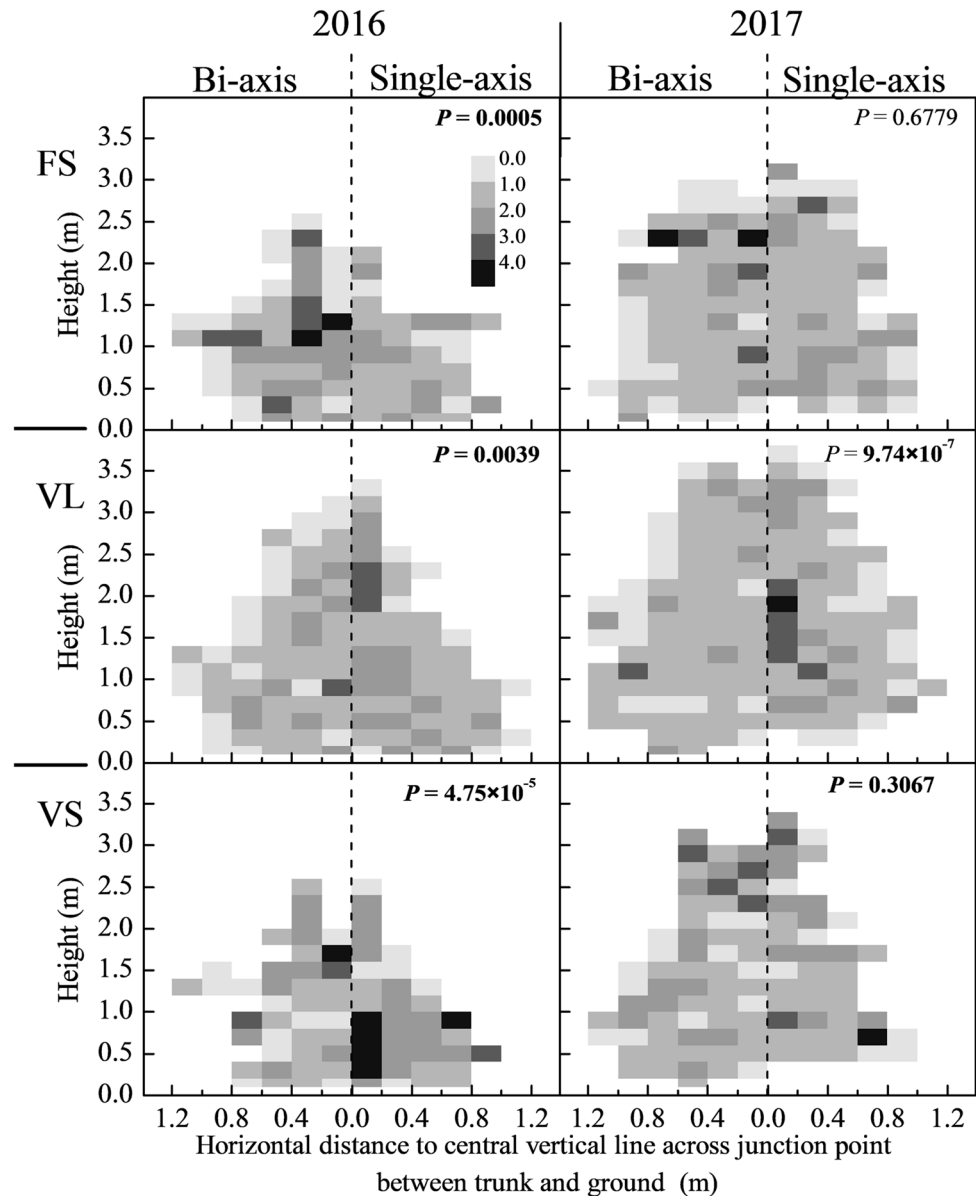 2016 2017
Bi-axis Single-axis Bi-axis Single-axis
FS
Height (m)
3.5
3.0
2.5
2.0
1.5
1.0
0.5
0.0
P = 0.0005
0.0
1.0
2.0
3.0
4.0
P = 0.6779
VL
Height (m)
3.5
3.0
2.5
2.0
1.5
1.0
0.5
0.0
P = 0.0039
P = 9.74×10-7
VS
Height (m)
3.5
3.0
2.5
2.0
1.5
1.0
0.5
0.0
P = 4.75×10-5
P = 0.3067
1.2 0.8 0.4 0.0 0.4 0.8 1.2 1.2 0.8 0.4 0.0 0.4 0.8 1.2
Horizontal distance to central vertical line across junction point
between trunk and ground (m)